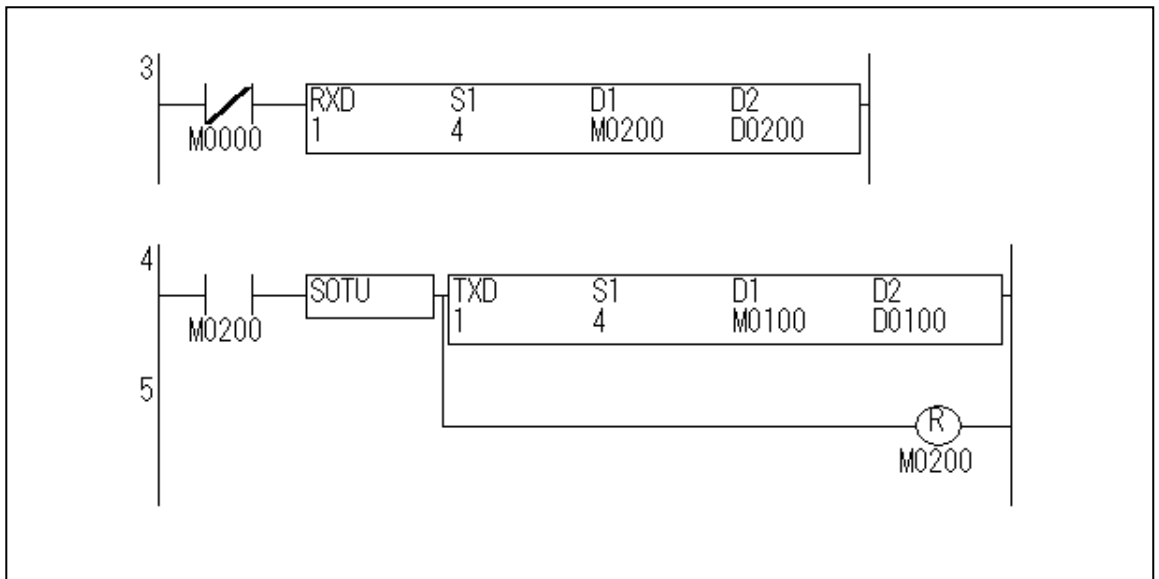 3
RXD S1 D1 D2
1 4 M0200 D0200
M0000
4
SOTU TXD S1 D1 D2
1 4 M0100 D0100
M0200
5
R
M0200